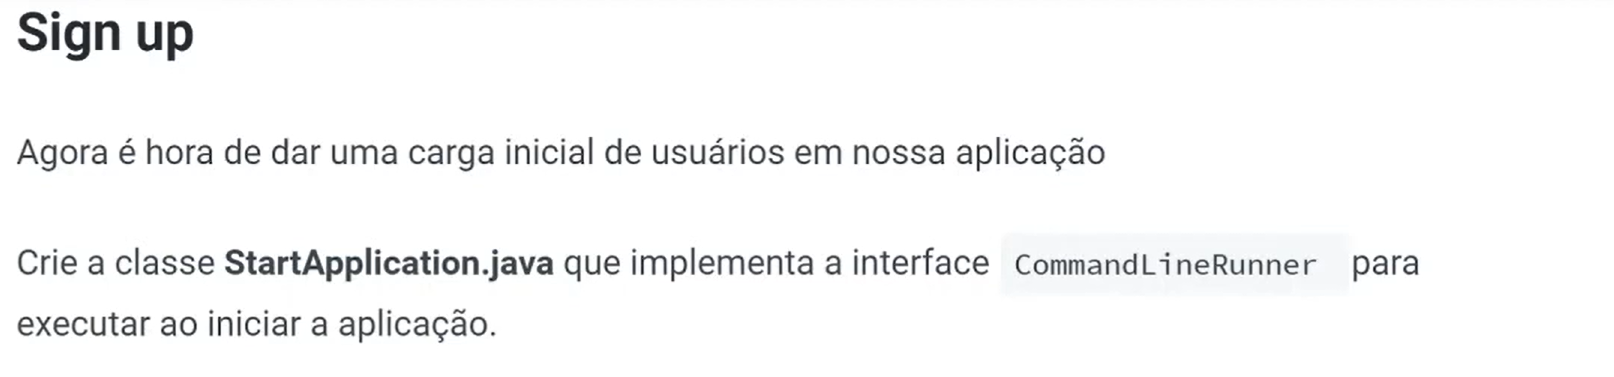 Sign up
Agora é hora de dar uma carga inicial de usuários em nossa aplicação
Crie a classe StartApplication.java que implementa a interface CommandLineRunner para
executar ao iniciar a aplicação.